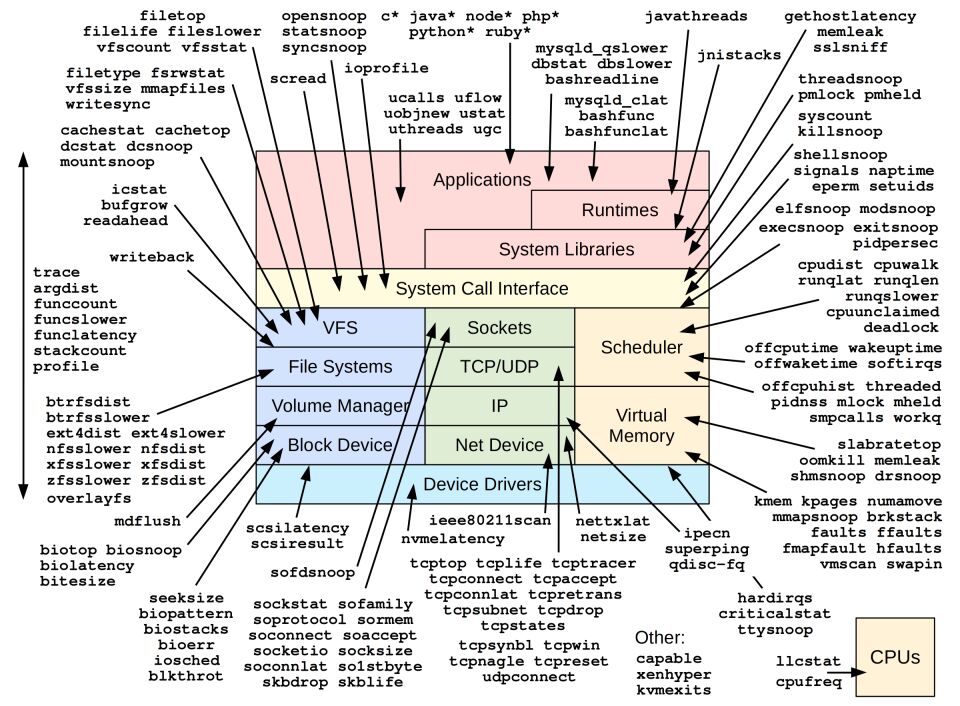 filetop
filelife fileslower
vfscount vfsstat
opensnoop
statsnoop
syncsnoop
c* java* node* php*
python* ruby*
javathreads
gethostlatency
memleak
sslsniff
filetype fsrwstat
vfssize mmapfiles
writesync
scread
ioprofile
mysqld_qslower
dbstat dbslower
bashreadline
jnistacks
threadsnoop
pmlock pmheld
ucalls uflow
uobjnew ustat
uthreads ugc
mysqld_clat
bashfunc
bashfunclat
syscount
killsnoop
cachestat cachetop
dcstat dcsnoop
mountsnoop
shellsnoop
signals naptime
eperm setuids
icstat
bufgrow
readahead
Applications
Runtimes
System Libraries
elfsnoop modsnoop
execsnoop exitsnoop
pidpersec
writeback
trace
argdist
funccount
funcslower
funclatency
stackcount
profile
System Call Interface
cpudist cpuwalk
runqlat runqlen
runqslower
cpuunclaimed
deadlock
VFS
Sockets
Scheduler
File Systems
TCP/UDP
offcputime wakeuptime
offwaketime softirqs
Volume Manager
IP
Virtual
Memory
offcpuhist threaded
pidnss mlock mheld
smpcalls workq
Block Device
Net Device
btrfsdist
btrfsslower
ext4dist ext4slower
nfsslower nfsdist
xfsslower xfsdist
zfsslower zfsdist
overlayfs
slabratetop
oomkill memleak
shmsnoop drsnoop
Device Drivers
mdflush
scsilatency
scsiresult
ieee80211scan
nvmelatency
nettxlat
netsize
ipecn
superping
qdisc-fq
kmem kpages numamove
mmapsnoop brkstack
faults ffaults
fmapfault hfaults
vmscan swapin
biotop biosnoop
biolatency
bitesize
sofdsnoop
tcptop tcplife tcptracer
tcpconnect tcpaccept
tcpconnlat tcpretrans
tcpsubnet tcpdrop
tcpstates
seeksize
biopattern
biostacks
bioerr
iosched
blkthrot
sockstat sofamily
soprotocol sormem
soconnect soaccept
socketio socksize
soconnlat so1stbyte
skbdrop skblife
tcpsynbl tcpwin
tcpnagle tcpreset
udpconnect
hardirqs
criticalstat
ttysnoop
Other:
capable
xenhyper
kvmexits
llcstat
cpufreq
CPUs